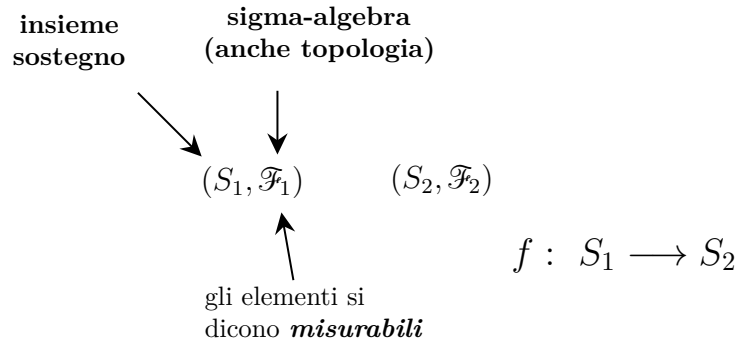 insieme
sostegno
sigma-algebra
(anche topologia)
(S₁, ℱ₁)
(S₂, ℱ₂)
f : S₁ ⟶ S₂
gli elementi si
dicono misurabili